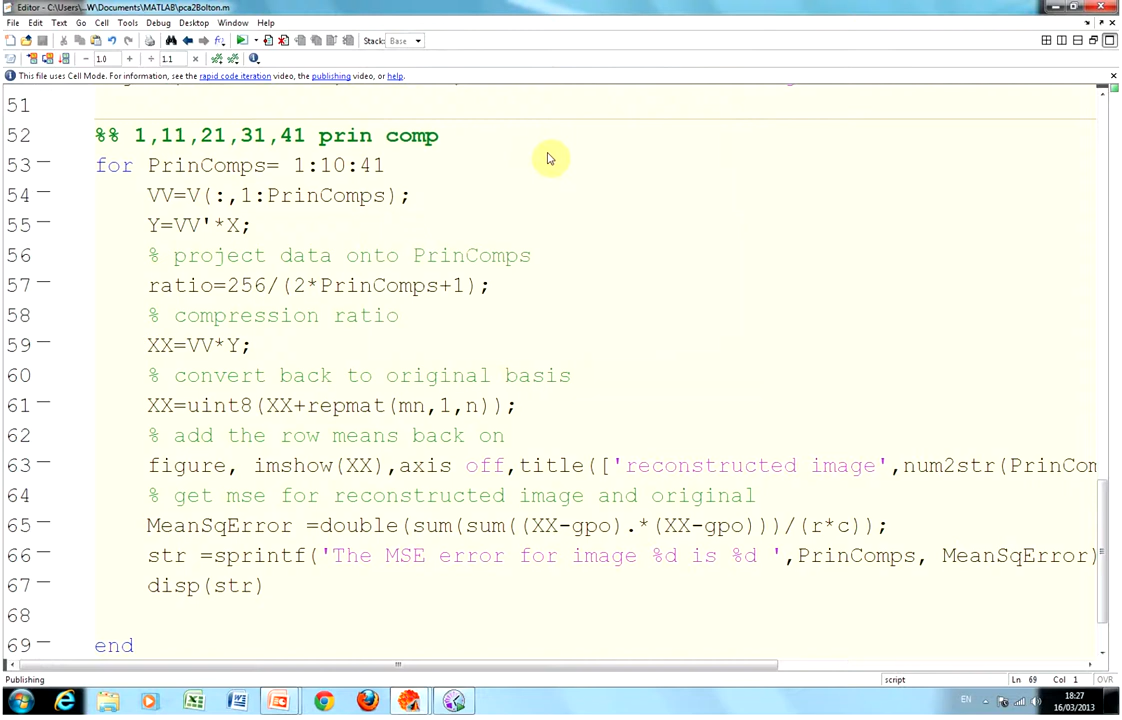 Editor - C:\Users\...W\Documents\MATLAB\pca2Bolton.m
File Edit Text Go Cell Tools Debug Desktop Window Help
Stack: Base
- 1.0 + ÷ 1.1 ×
This file uses Cell Mode. For information, see the rapid code iteration video, the publishing video, or help.
51
52 %% 1,11,21,31,41 prin comp
53 for PrinComps= 1:10:41
54 VV=V(:,1:PrinComps);
55 Y=VV'*X;
56 % project data onto PrinComps
57 ratio=256/(2*PrinComps+1);
58 % compression ratio
59 XX=VV*Y;
60 % convert back to original basis
61 XX=uint8(XX+repmat(mn,1,n));
62 % add the row means back on
63 figure, imshow(XX),axis off,title(['reconstructed image',num2str(PrinCom
64 % get mse for reconstructed image and original
65 MeanSqError =double(sum(sum((XX-gpo).*(XX-gpo)))/(r*c));
66 str =sprintf('The MSE error for image %d is %d ',PrinComps, MeanSqError)
67 disp(str)
68
69 end
Publishing script Ln 69 Col 1 OVR
EN 18:27
16/03/2013